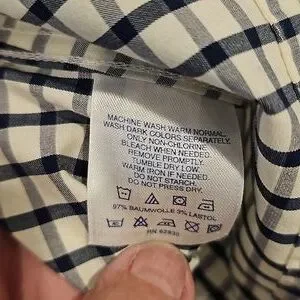 MACHINE WASH WARM NORMAL.
WASH DARK COLORS SEPARATELY.
ONLY NON-CHLORINE
BLEACH WHEN NEEDED.
REMOVE PROMPTLY.
TUMBLE DRY LOW.
WARM IRON IF NEEDED.
DO NOT STARCH.
DO NOT PRESS DRY.
97% BAUMWOLLE 3% LASTOL
RN 62830